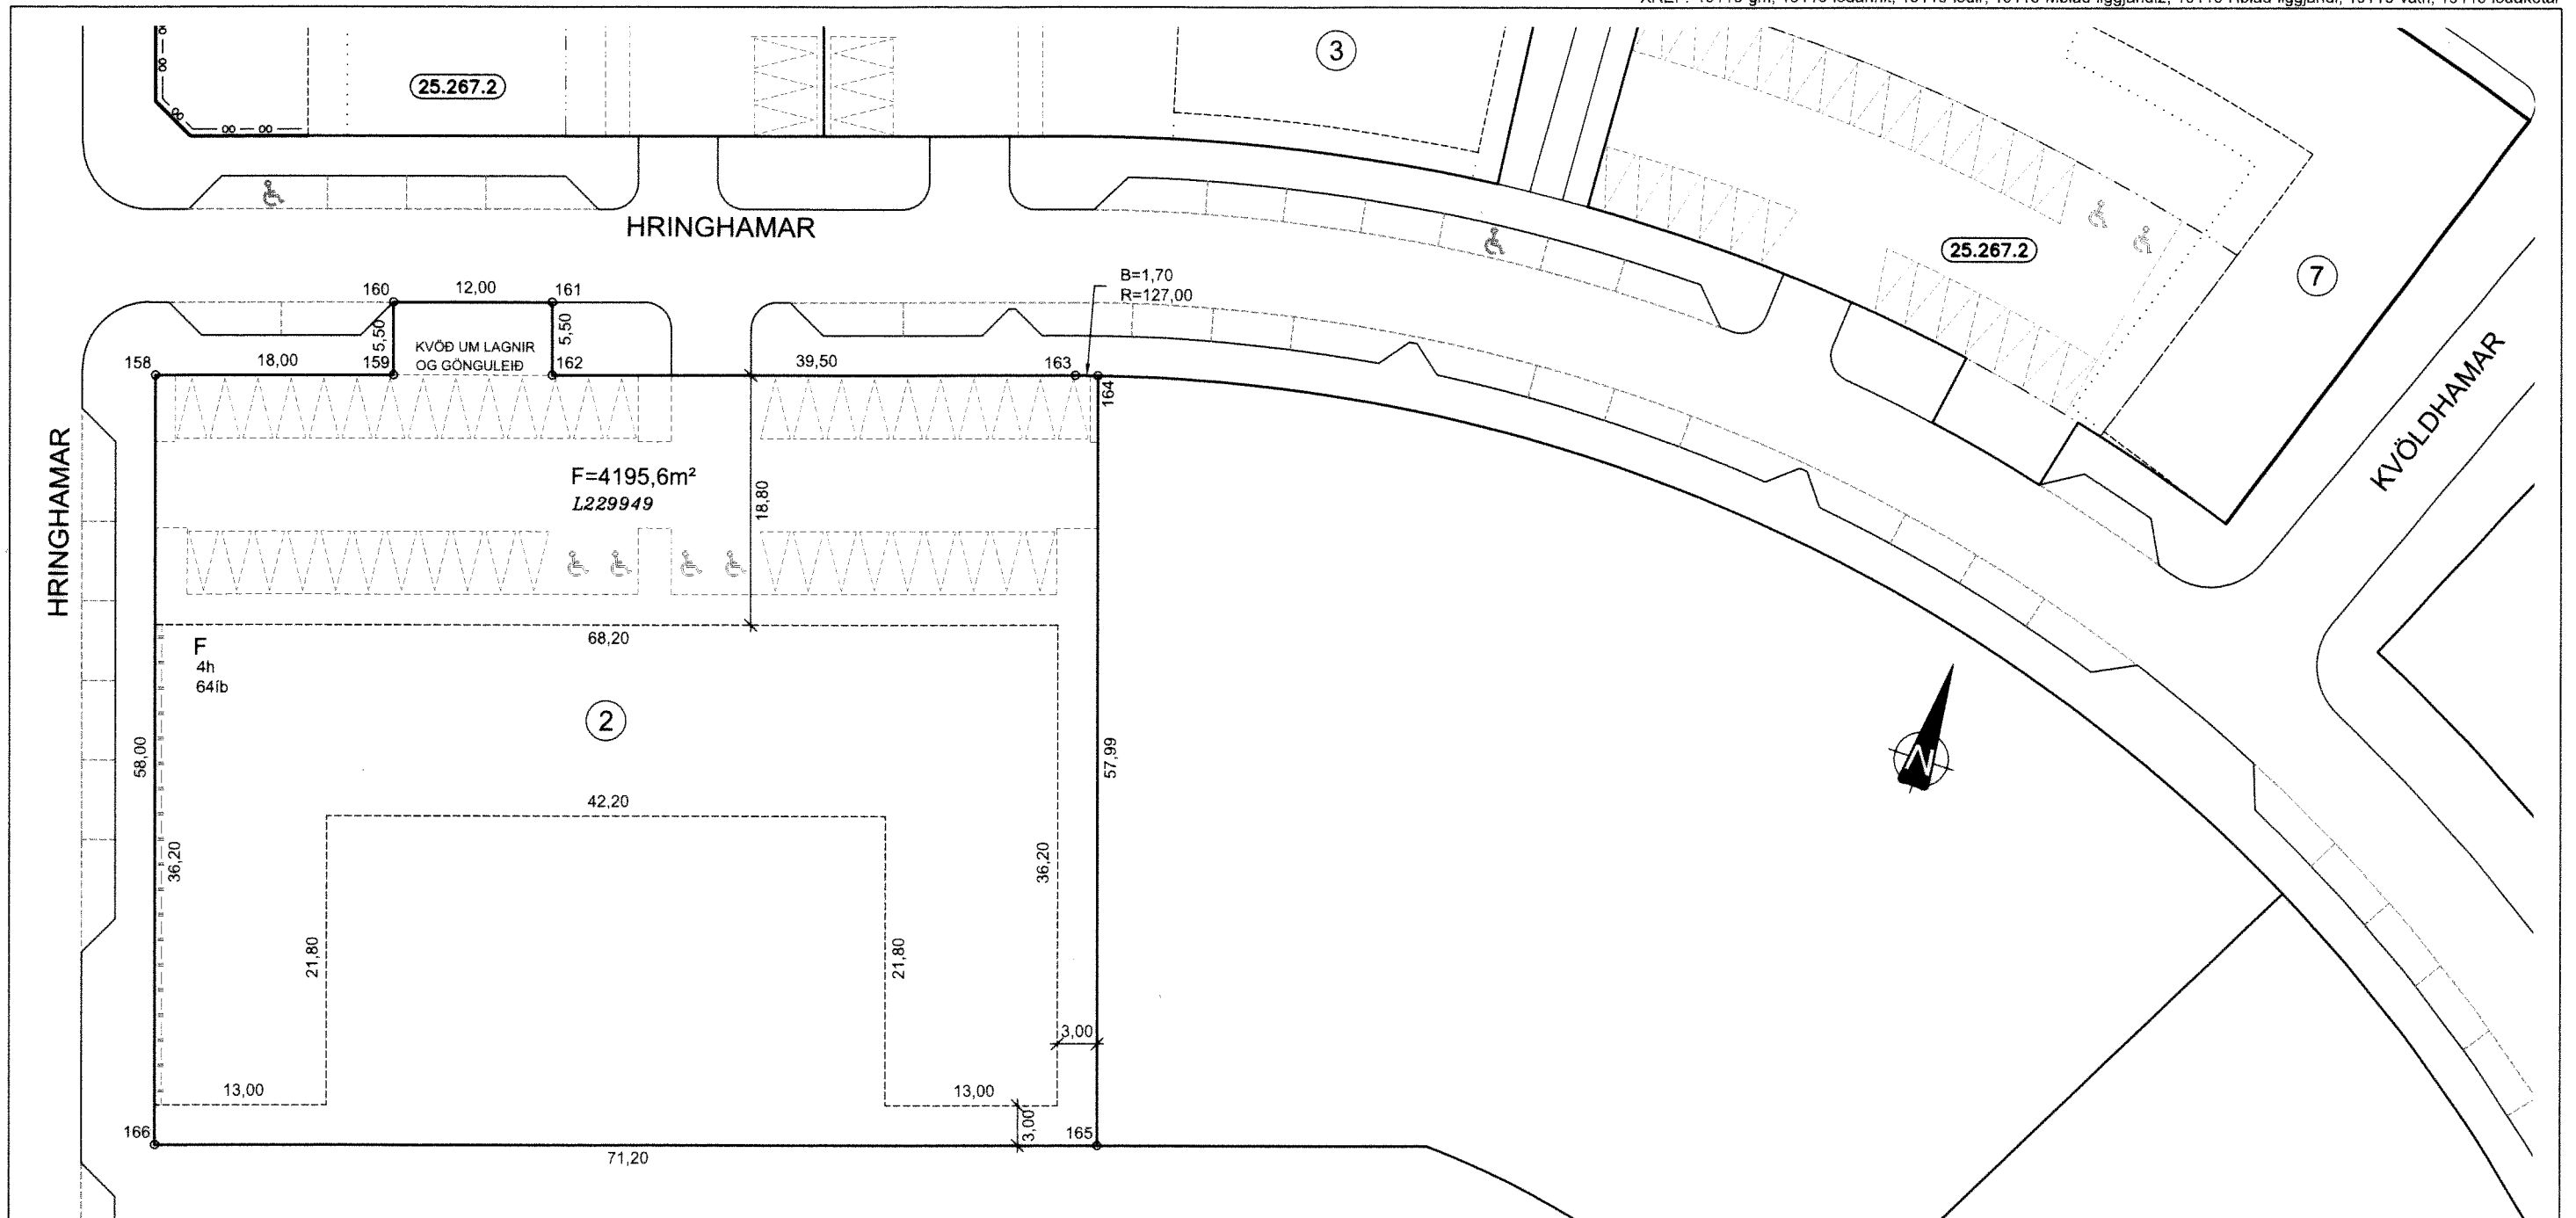 25.267.2
3
HRINGHAMAR
25.267.2
7
B=1,70
R=127,00
160
12,00
161
5,50
5,50
KVÖÐ UM LAGNIR
OG GÖNGULEIÐ
158
18,00
159
162
39,50
163
164
KVÖLDHAMAR
HRINGHAMAR
F=4195,6m²
L229949
18,80
68,20
F
4h
64íb
2
58,00
57,99
N
42,20
36,20
36,20
21,80
21,80
3,00
13,00
13,00
3,00
166
165
71,20